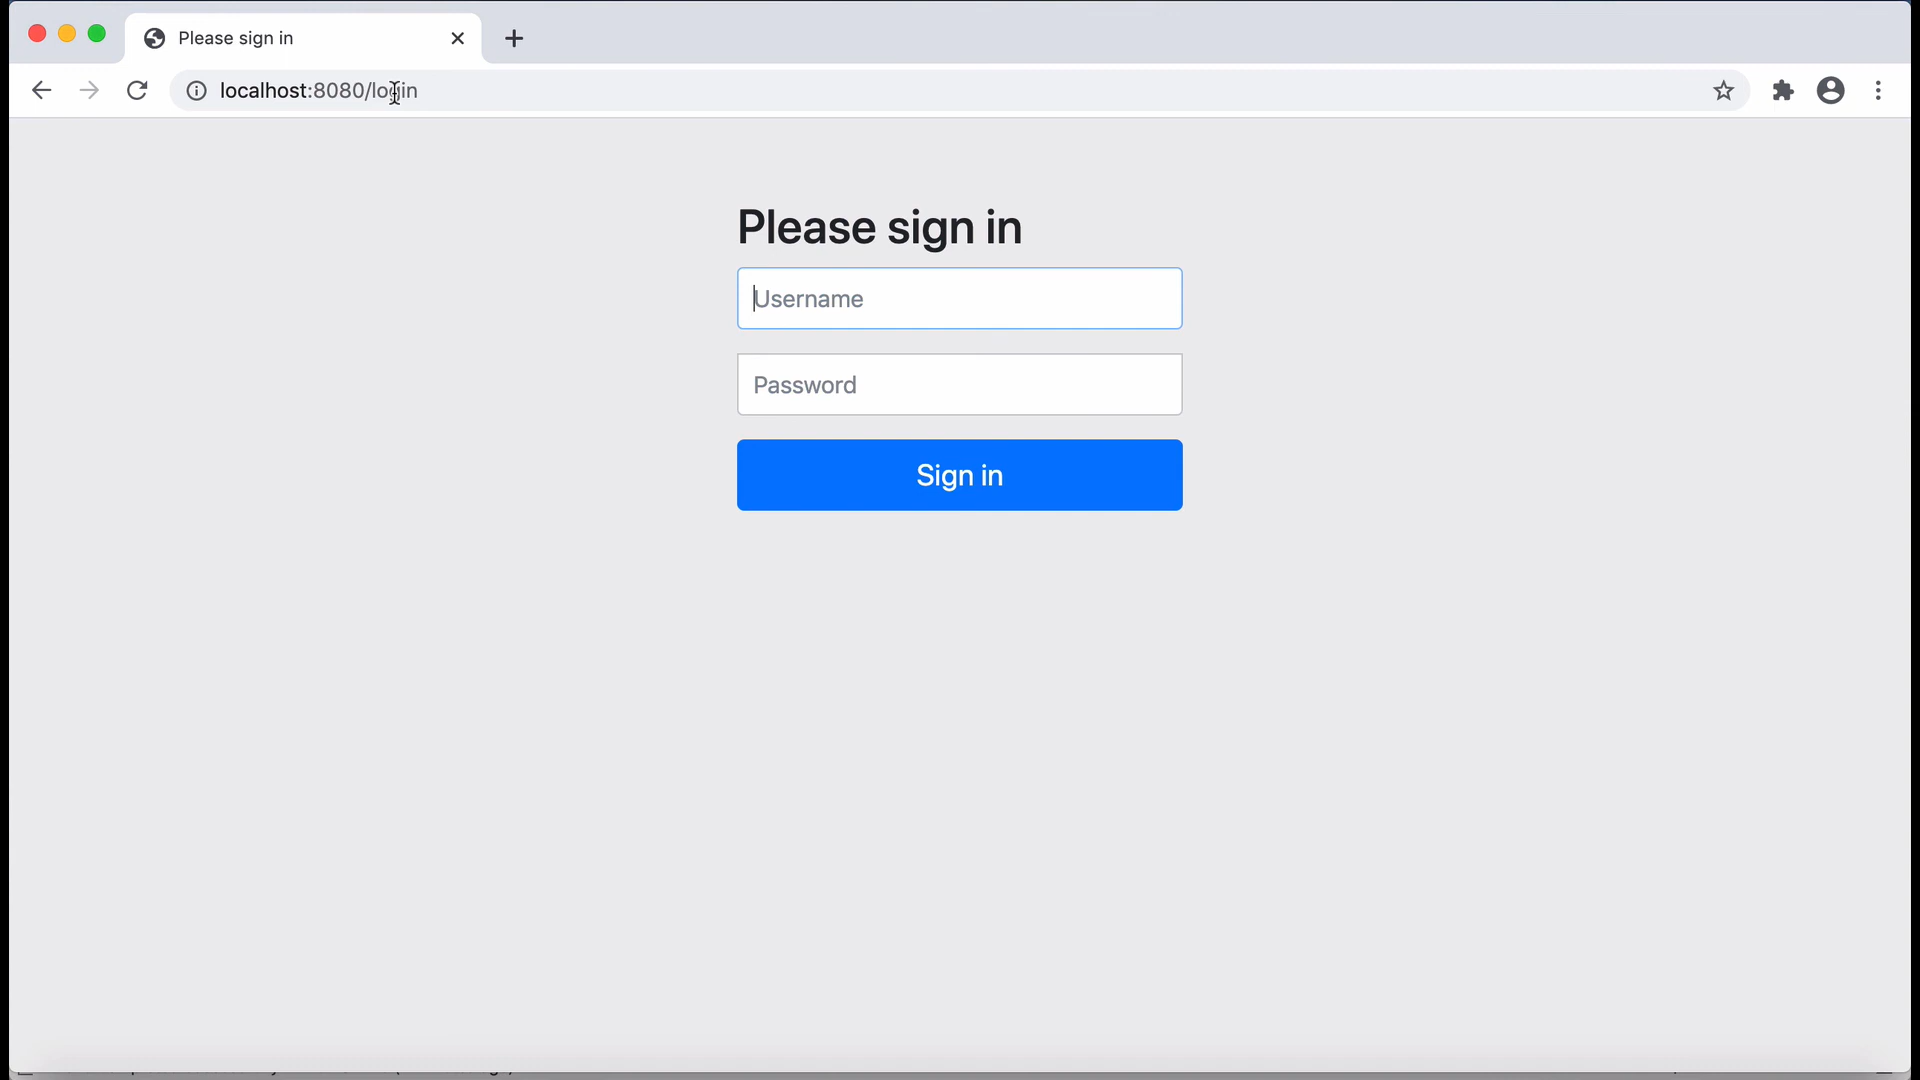 Please sign in
localhost:8080/login
Please sign in
Username
Password
Sign in